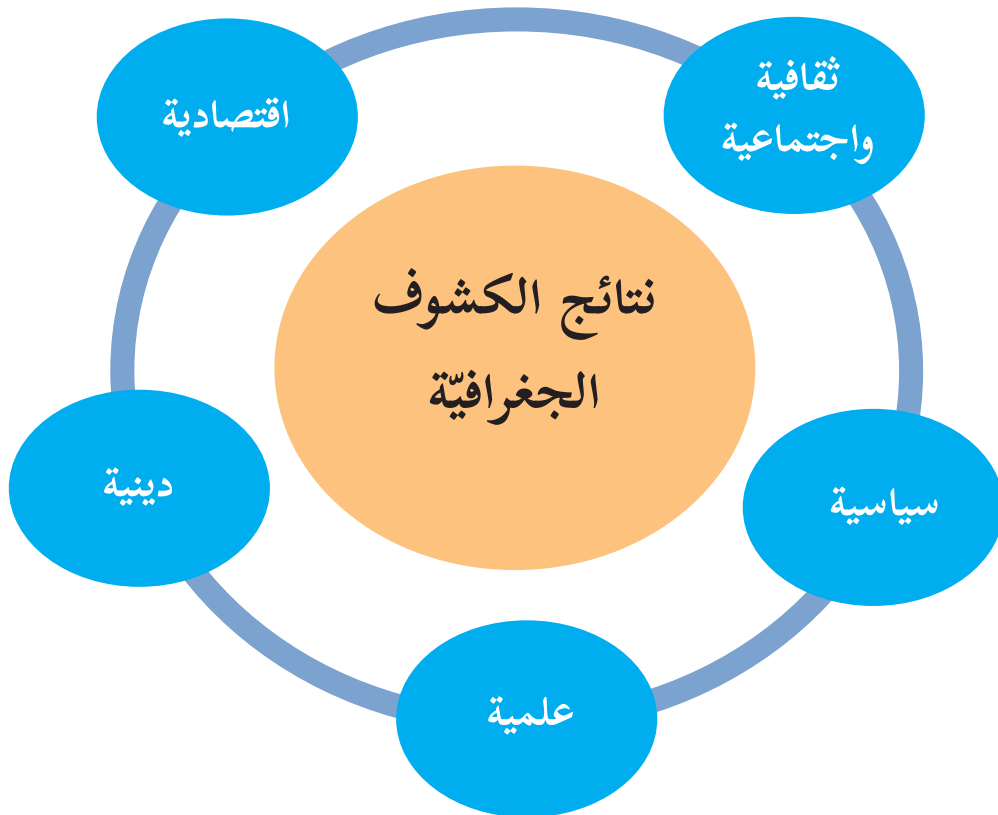 ثقافية
واجتماعية
اقتصادية
نتائج الكشوف
الجغرافيّة
سياسية
دينية
علمية